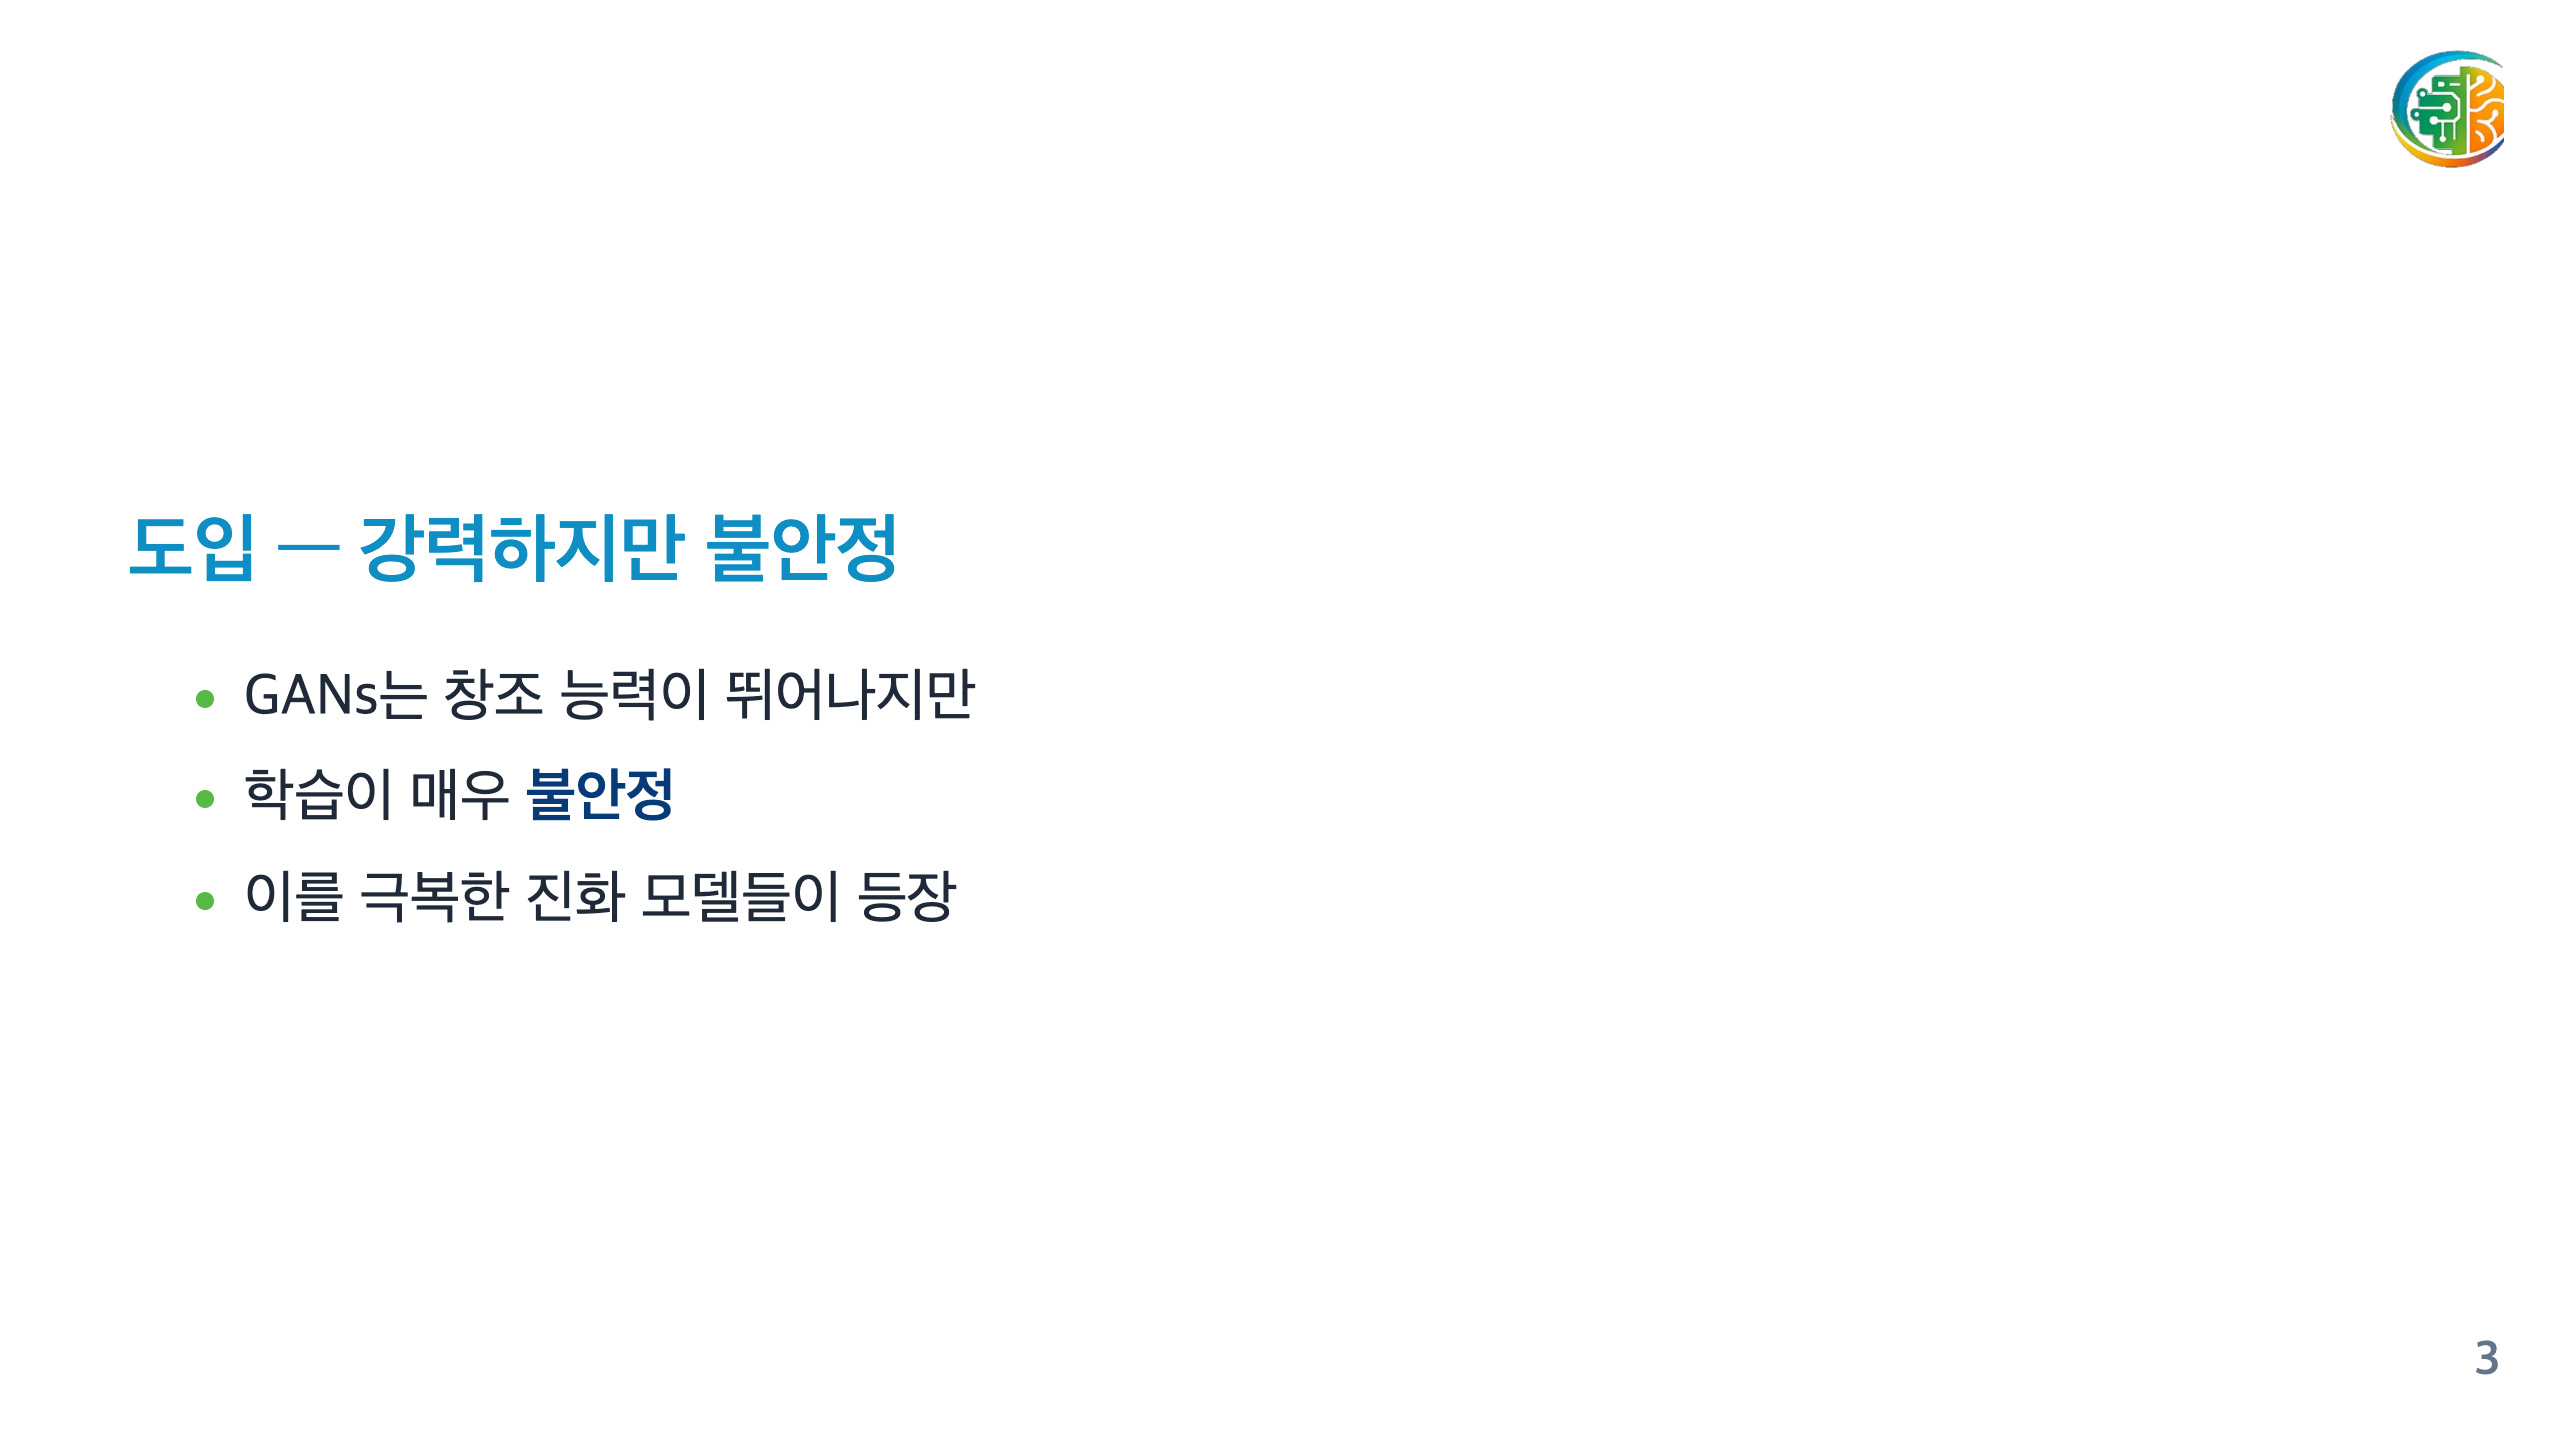 도입 — 강력하지만 불안정
• GANs는 창조 능력이 뛰어나지만
• 학습이 매우 불안정
• 이를 극복한 진화 모델들이 등장
3